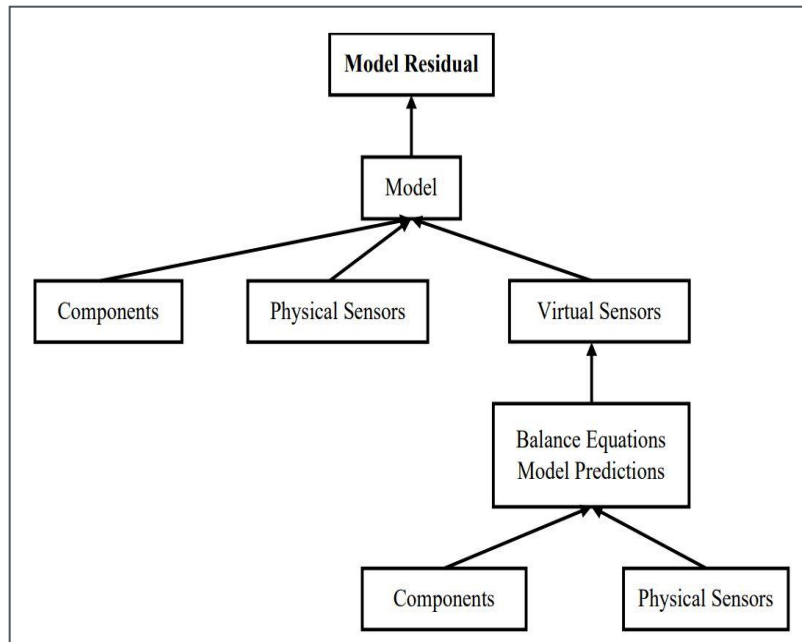 Model Residual
Model
Components
Physical Sensors
Virtual Sensors
Balance Equations
Model Predictions
Components
Physical Sensors